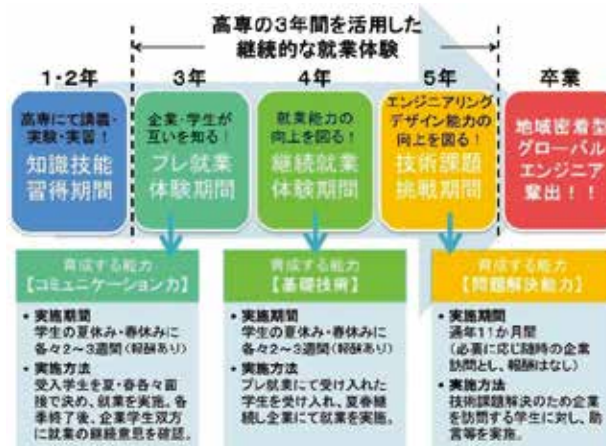 高専の3年間を活用した
継続的な就業体験
1・2年
3年
4年
5年
卒業
高専にて講義・
実験・実習!
知識技能
習得期間
企業・学生が
互いを知る!
プレ就業
体験期間
就業能力の
向上を図る!
継続就業
体験期間
エンジニアリング
デザイン能力の
向上を図る!
技術課題
挑戦期間
地域密着型
グローバル
エンジニア
輩出!!
育成する能力
【コミュニケーション力】
• 実施期間
学生の夏休み・春休みに
各々2〜3週間(報酬あり)
• 実施方法
受入学生を夏・春各々面
接で決め、就業を実施。各
季終了後、企業学生双方
に就業の継続意思を確認。
育成する能力
【基礎技術】
• 実施期間
学生の夏休み・春休みに
各々2〜3週間(報酬あり)
• 実施方法
プレ就業にて受け入れた
学生を受け入れ、夏春継
続し企業にて就業を実施。
育成する能力
【問題解決能力】
• 実施期間
通年11か月間
(必要に応じ随時の企業
訪問とし、報酬はなし)
• 実施方法
技術課題解決のため企業
を訪問する学生に対し、助
言等を実施。